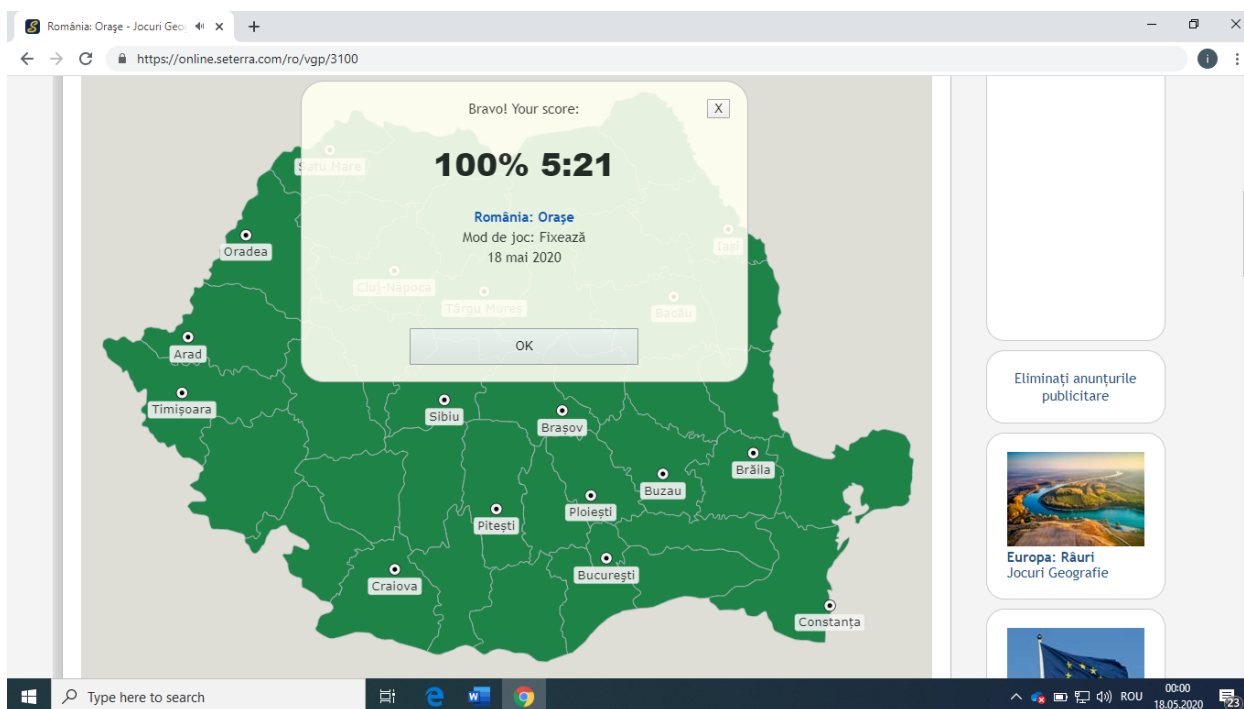 România: Orașe - Jocuri Geo
https://online.seterra.com/ro/vgp/3100
Bravo! Your score:
X
100% 5:21
România: Orașe
Mod de joc: Fixează
18 mai 2020
OK
Satu Mare
Oradea
Iași
Cluj-Napoca
Târgu Mureș
Bacău
Arad
Timișoara
Sibiu
Brașov
Brăila
Buzau
Ploiești
Pitești
București
Craiova
Constanța
Eliminați anunțurile
publicitare
Europa: Râuri
Jocuri Geografie
Type here to search
ROU
00:00
18.05.2020
23